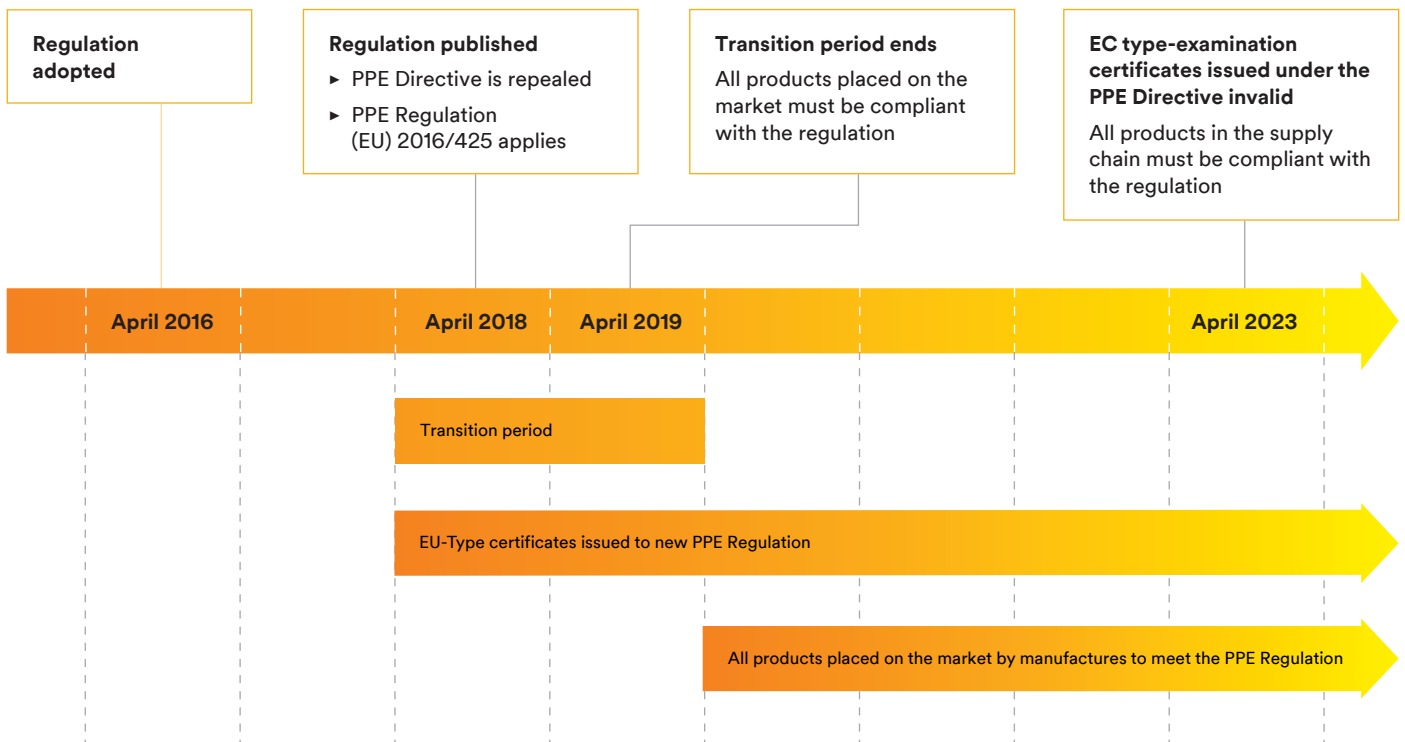 Regulation
adopted
Regulation published
▸ PPE Directive is repealed
▸ PPE Regulation
(EU) 2016/425 applies
Transition period ends
All products placed on the
market must be compliant
with the regulation
EC type-examination
certificates issued under the
PPE Directive invalid
All products in the supply
chain must be compliant with
the regulation
April 2016
April 2018
April 2019
April 2023
Transition period
EU-Type certificates issued to new PPE Regulation
All products placed on the market by manufactures to meet the PPE Regulation